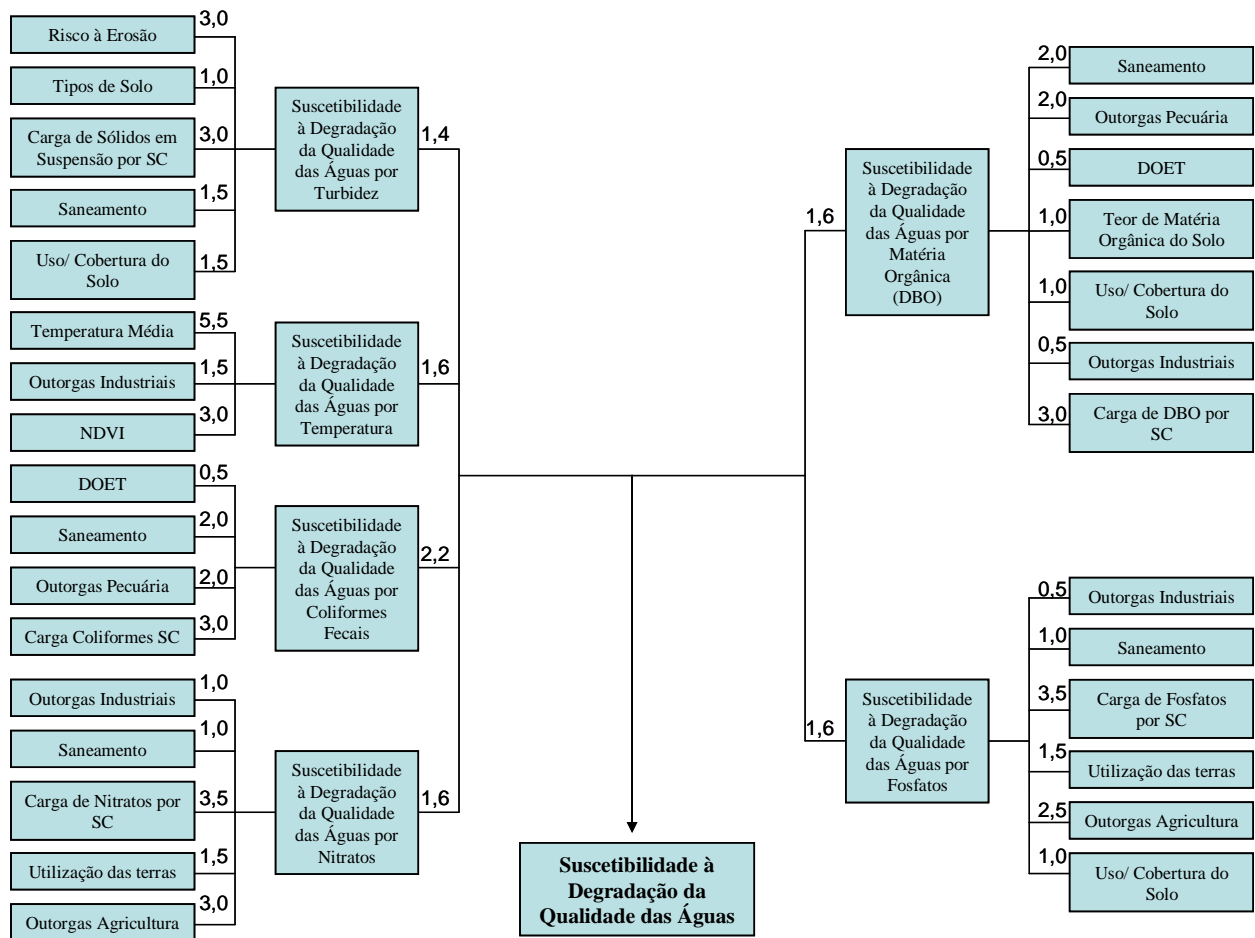 Risco à Erosão
3,0
Tipos de Solo
1,0
Carga de Sólidos em
Suspensão por SC
3,0
Saneamento
1,5
Uso/ Cobertura do
Solo
1,5
Suscetibilidade
à Degradação
da Qualidade
das Águas por
Turbidez
1,4
Temperatura Média
5,5
Outorgas Industriais
1,5
NDVI
3,0
Suscetibilidade
à Degradação
da Qualidade
das Águas por
Temperatura
1,6
DOET
0,5
Saneamento
2,0
Outorgas Pecuária
2,0
Carga Coliformes SC
3,0
Suscetibilidade
à Degradação
da Qualidade
das Águas por
Coliformes
Fecais
2,2
Outorgas Industriais
1,0
Saneamento
1,0
Carga de Nitratos por
SC
3,5
Utilização das terras
1,5
Outorgas Agricultura
3,0
Suscetibilidade
à Degradação
da Qualidade
das Águas por
Nitratos
1,6
1,6
Suscetibilidade
à Degradação
da Qualidade
das Águas por
Matéria
Orgânica
(DBO)
2,0
Saneamento
2,0
Outorgas Pecuária
0,5
DOET
1,0
Teor de Matéria
Orgânica do Solo
1,0
Uso/ Cobertura do
Solo
0,5
Outorgas Industriais
3,0
Carga de DBO por
SC
1,6
Suscetibilidade
à Degradação
da Qualidade
das Águas por
Fosfatos
0,5
Outorgas Industriais
1,0
Saneamento
3,5
Carga de Fosfatos
por SC
1,5
Utilização das terras
2,5
Outorgas Agricultura
1,0
Uso/ Cobertura do
Solo
Suscetibilidade à
Degradação da
Qualidade das Águas